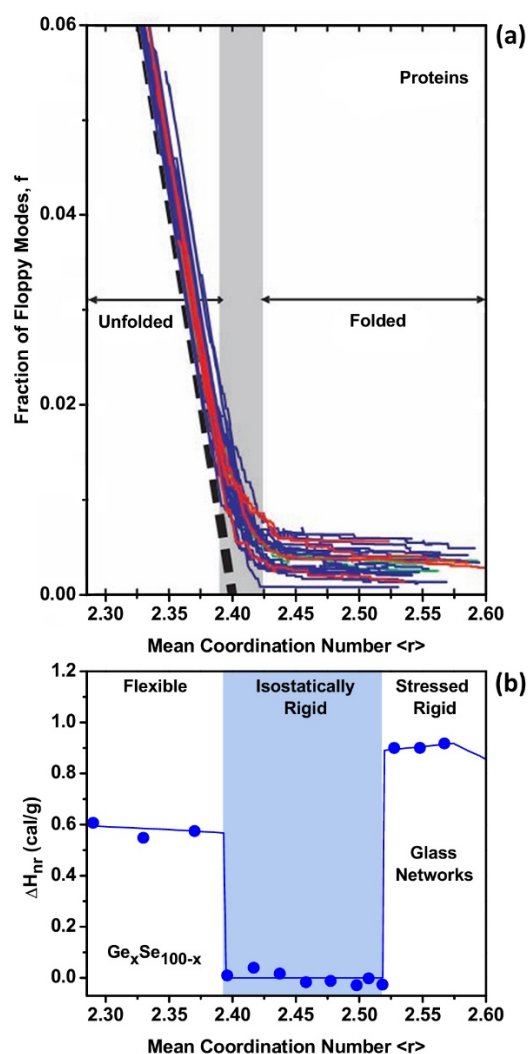 (a)
Proteins
Unfolded
Folded
Fraction of Floppy Modes, f
0.06
0.04
0.02
0.00
2.30 2.35 2.40 2.45 2.50 2.55 2.60
Mean Coordination Number <r>
(b)
Flexible
Isostatically
Rigid
Stressed
Rigid
ΔHnr (cal/g)
1.2
1.0
0.8
0.6
0.4
0.2
0.0
Glass
Networks
GexSe100-x
2.30 2.35 2.40 2.45 2.50 2.55 2.60
Mean Coordination Number <r>